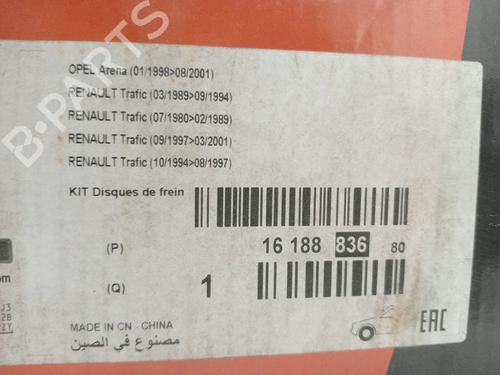 OPEL Arena (01/1998>08/2001)
RENAULT Trafic (03/1989>09/1994)
RENAULT Trafic (07/1980>02/1989)
RENAULT Trafic (09/1997>03/2001)
RENAULT Trafic (10/1994>08/1997)
KIT Disques de frein
(P) 16 188 836 80
(Q) 1
MADE IN CN - CHINA
مصنوع في الصين
EAC
B-PARTS